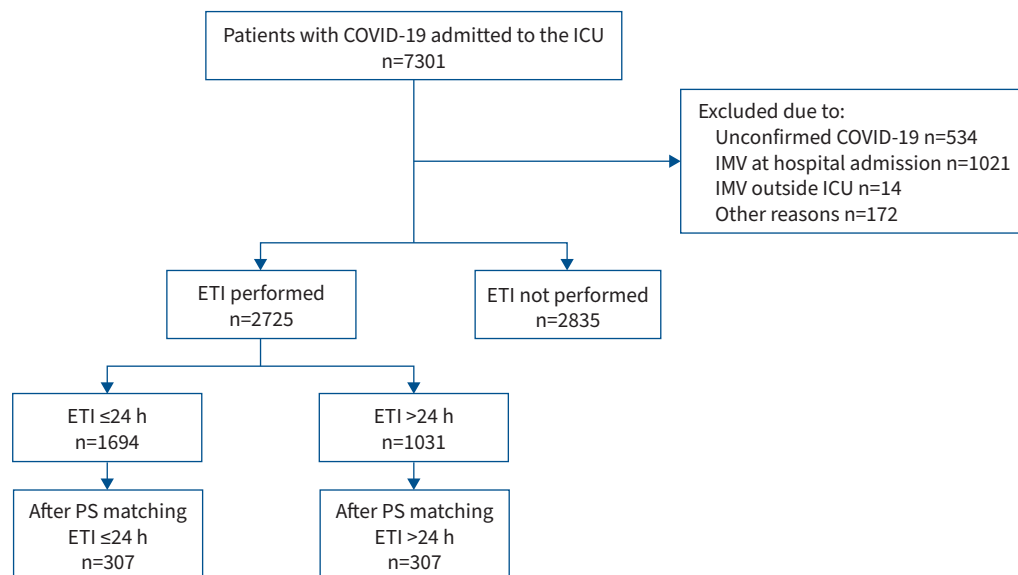 Patients with COVID-19 admitted to the ICU
n=7301
Excluded due to:
Unconfirmed COVID-19 n=534
IMV at hospital admission n=1021
IMV outside ICU n=14
Other reasons n=172
ETI performed
n=2725
ETI not performed
n=2835
ETI ≤24 h
n=1694
ETI >24 h
n=1031
After PS matching
ETI ≤24 h
n=307
After PS matching
ETI >24 h
n=307